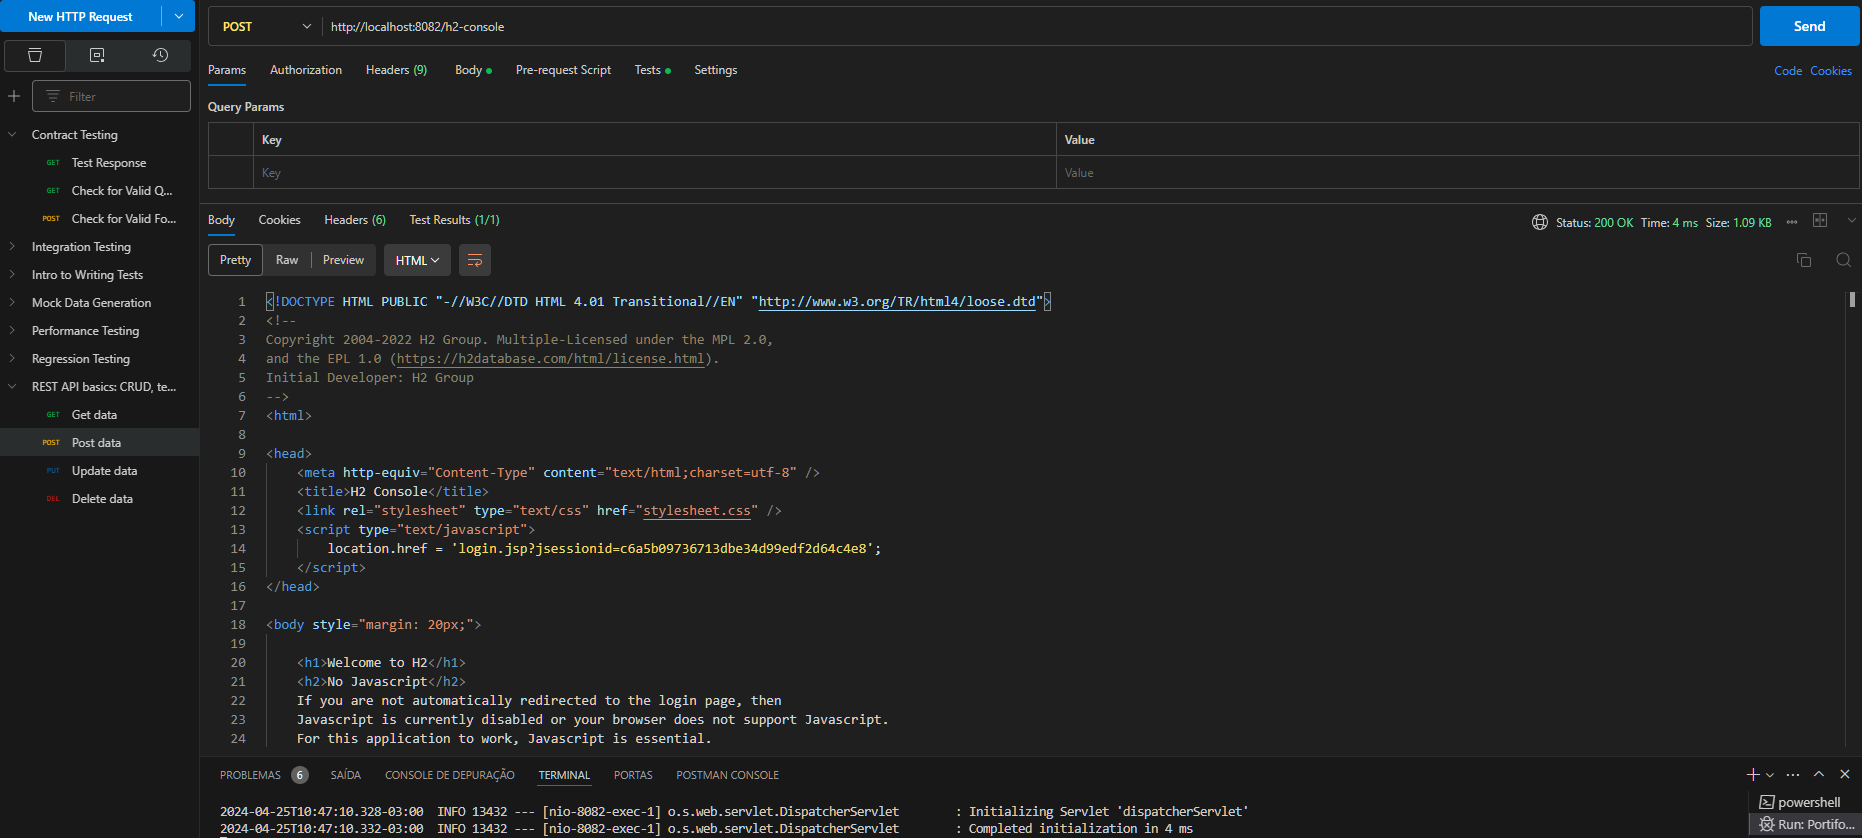 New HTTP Request
POST
http://localhost:8082/h2-console
Send
Params Authorization Headers (9) Body Pre-request Script Tests Settings
Code Cookies
Filter
Query Params
Key Value
Key Value
Contract Testing
GET Test Response
GET Check for Valid Q...
POST Check for Valid Fo...
Integration Testing
Intro to Writing Tests
Mock Data Generation
Performance Testing
Regression Testing
REST API basics: CRUD, te...
GET Get data
POST Post data
PUT Update data
DEL Delete data
Body Cookies Headers (6) Test Results (1/1)
Status: 200 OK Time: 4 ms Size: 1.09 KB
Pretty Raw Preview HTML
1 <!DOCTYPE HTML PUBLIC "-//W3C//DTD HTML 4.01 Transitional//EN" "http://www.w3.org/TR/html4/loose.dtd">
2 <!--
3 Copyright 2004-2022 H2 Group. Multiple-Licensed under the MPL 2.0,
4 and the EPL 1.0 (https://h2database.com/html/license.html).
5 Initial Developer: H2 Group
6 -->
7 <html>
8
9 <head>
10 <meta http-equiv="Content-Type" content="text/html;charset=utf-8" />
11 <title>H2 Console</title>
12 <link rel="stylesheet" type="text/css" href="stylesheet.css" />
13 <script type="text/javascript">
14 location.href = 'login.jsp?jsessionid=c6a5b09736713dbe34d99edf2d64c4e8';
15 </script>
16 </head>
17
18 <body style="margin: 20px;">
19
20 <h1>Welcome to H2</h1>
21 <h2>No Javascript</h2>
22 If you are not automatically redirected to the login page, then
23 Javascript is currently disabled or your browser does not support Javascript.
24 For this application to work, Javascript is essential.
PROBLEMAS 6 SAÍDA CONSOLE DE DEPURAÇÃO TERMINAL PORTAS POSTMAN CONSOLE
2024-04-25T10:47:10.328-03:00 INFO 13432 --- [nio-8082-exec-1] o.s.web.servlet.DispatcherServlet : Initializing Servlet 'dispatcherServlet'
2024-04-25T10:47:10.332-03:00 INFO 13432 --- [nio-8082-exec-1] o.s.web.servlet.DispatcherServlet : Completed initialization in 4 ms
powershell
Run: Portifo...